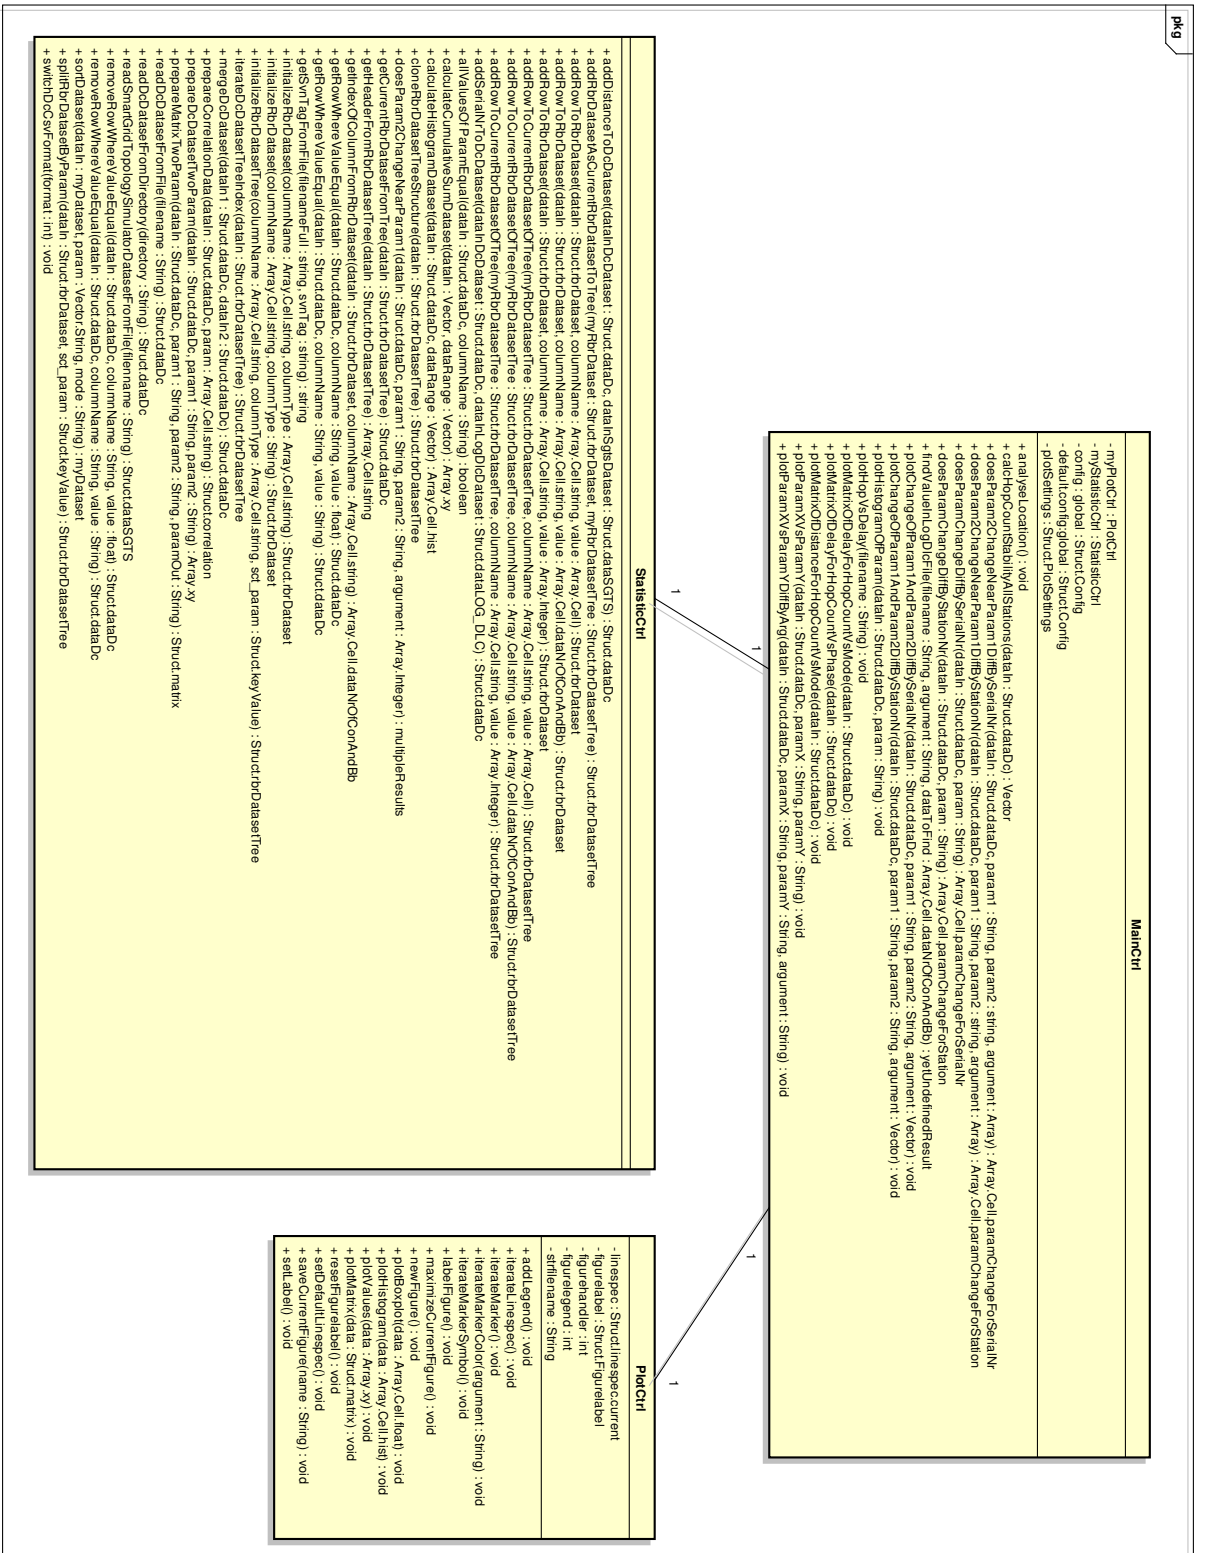 pkg
MainCtrl
- myPlotCtrl : PlotCtrl
- myStatisticCtrl : StatisticCtrl
- config : global : Struct.Config
- default.config:global : Struct.Config
- plotSettings : Struct.PlotSettings
+ analyseLocation() : void
+ calcHopCountStabilityAllStations(dataIn : Struct.dataDc) : Vector
+ doesParam2ChangeNearParam1DiffBySerialNr(dataIn : Struct.dataDc, param1 : String, param2 : string, argument : Array) : Array.Cell.paramChangeForSerialNr
+ doesParam2ChangeNearParam1DiffByStationNr(dataIn : Struct.dataDc, param1 : String, param2 : string, argument : Array) : Array.Cell.paramChangeForStation
+ doesParamChangeDiffBySerialNr(dataIn : Struct.dataDc, param : String) : Array.Cell.paramChangeForSerialNr
+ doesParamChangeDiffByStationNr(dataIn : Struct.dataDc, param : String) : Array.Cell.paramChangeForStation
+ findValueInLogDlcFile(filename : String, argument : String, dataToFind : Array.Cell.dataNrOfConAndBb) : yetUndefinedResult
+ plotChangeOfParam1AndParam2DiffBySerialNr(dataIn : Struct.dataDc, param1 : String, param2 : String, argument : Vector) : void
+ plotChangeOfParam1AndParam2DiffByStationNr(dataIn : Struct.dataDc, param1 : String, param2 : String, argument : Vector) : void
+ plotHistogramOfParam(dataIn : Struct.dataDc, param : String) : void
+ plotHopVsDelay(filename : String) : void
+ plotMatrixOfDelayForHopCountVsMode(dataIn : Struct.dataDc) : void
+ plotMatrixOfDelayForHopCountVsPhase(dataIn : Struct.dataDc) : void
+ plotMatrixOfDistanceForHopCountVsMode(dataIn : Struct.dataDc) : void
+ plotParamXVsParamY(dataIn : Struct.dataDc, paramX : String, paramY : String) : void
+ plotParamXVsParamYDiffByArg(dataIn : Struct.dataDc, paramX : String, paramY : String, argument : String) : void
1
1
1
1
StatisticCtrl
+ addDistanceToDcDataset(dataInDcDataset : Struct.dataDc, dataInSgtsDataset : Struct.dataSGTS) : Struct.dataDc
+ addRbrDatasetAsCurrentRbrDatasetToTree(myRbrDataset : Struct.rbrDataset, myRbrDatasetTree : Struct.rbrDatasetTree) : Struct.rbrDatasetTree
+ addRowToRbrDataset(dataIn : Struct.rbrDataset, columnName : Array.Cell.string, value : Array.Cell) : Struct.rbrDataset
+ addRowToRbrDataset(dataIn : Struct.rbrDataset, columnName : Array.Cell.string, value : Array.Cell.dataNrOfConAndBb) : Struct.rbrDataset
+ addRowToRbrDataset(dataIn : Struct.rbrDataset, columnName : Array.Cell.string, value : Array.Integer) : Struct.rbrDataset
+ addRowToCurrentRbrDatasetOfTree(myRbrDatasetTree : Struct.rbrDatasetTree, columnName : Array.Cell.string, value : Array.Cell) : Struct.rbrDatasetTree
+ addRowToCurrentRbrDatasetOfTree(myRbrDatasetTree : Struct.rbrDatasetTree, columnName : Array.Cell.string, value : Array.Cell.dataNrOfConAndBb) : Struct.rbrDatasetTree
+ addRowToCurrentRbrDatasetOfTree(myRbrDatasetTree : Struct.rbrDatasetTree, columnName : Array.Cell.string, value : Array.Integer) : Struct.rbrDatasetTree
+ addSerialNrToDcDataset(dataInDcDataset : Struct.dataDc, dataInLogDlcDataset : Struct.dataLOG_DLC) : Struct.dataDc
+ allValuesOfParamEqual(dataIn : Struct.dataDc, columnName : String) : boolean
+ calculateCumulativeSumDataset(dataIn : Vector, dataRange : Vector) : Array.xy
+ calculateHistogramDataset(dataIn : Struct.dataDc, dataRange : Vector) : Array.Cell.hist
+ cloneRbrDatasetTreeStructure(dataIn : Struct.rbrDatasetTree) : Struct.rbrDatasetTree
+ doesParam2ChangeNearParam1(dataIn : Struct.dataDc, param1 : String, param2 : String, argument : Array.Integer) : multipleResults
+ getCurrentRbrDatasetFromTree(dataIn : Struct.rbrDatasetTree) : Struct.dataDc
+ getHeaderFromRbrDatasetTree(dataIn : Struct.rbrDatasetTree) : Array.Cell.string
+ getIndexOfColumnFromRbrDataset(dataIn : Struct.rbrDataset, columnName : Array.Cell.string) : Array.Cell.dataNrOfConAndBb
+ getRowWhereValueEqual(dataIn : Struct.dataDc, columnName : String, value : float) : Struct.dataDc
+ getRowWhereValueEqual(dataIn : Struct.dataDc, columnName : String, value : String) : Struct.dataDc
+ getSvnTagFromFile(filenameFull : string, svnTag : string) : string
+ initializeRbrDataset(columnName : Array.Cell.string, columnType : Array.Cell.string) : Struct.rbrDataset
+ initializeRbrDataset(columnName : Array.Cell.string, columnType : String) : Struct.rbrDataset
+ initializeRbrDatasetTree(columnName : Array.Cell.string, columnType : Array.Cell.string, sct_param : Struct.keyValue) : Struct.rbrDatasetTree
+ iterateDcDatasetTreeIndex(dataIn : Struct.rbrDatasetTree) : Struct.rbrDatasetTree
+ mergeDcDataset(dataIn1 : Struct.dataDc, dataIn2 : Struct.dataDc) : Struct.dataDc
+ prepareCorrelationData(dataIn : Struct.dataDc, param : Array.Cell.string) : Struct.correlation
+ prepareDcDatasetTwoParam(dataIn : Struct.dataDc, param1 : String, param2 : String) : Array.xy
+ prepareMatrixTwoParam(dataIn : Struct.dataDc, param1 : String, param2 : String, paramOut : String) : Struct.matrix
+ readDcDatasetFromFile(filename : String) : Struct.dataDc
+ readDcDatasetFromDirectory(directory : String) : Struct.dataDc
+ readSmartGridTopologySimulatorDatasetFromFile(filenname : String) : Struct.dataSGTS
+ removeRowWhereValueEqual(dataIn : Struct.dataDc, columnName : String, value : float) : Struct.dataDc
+ removeRowWhereValueEqual(dataIn : Struct.dataDc, columnName : String, value : String) : Struct.dataDc
+ sortDataset(dataIn : myDataset, param : Vector.String, mode : String) : myDataset
+ splitRbrDatasetByParam(dataIn : Struct.rbrDataset, sct_param : Struct.keyValue) : Struct.rbrDatasetTree
+ switchDcCsvFormat(format : int) : void
PlotCtrl
- linespec : Struct.linespec.current
- figurelabel : Struct.Figurelabel
- figurehandler : int
- figurelegend : int
- strfilename : String
+ addLegend() : void
+ iterateLinespec() : void
+ iterateMarker() : void
+ iterateMarkerColor(argument : String) : void
+ iterateMarkerSymbol() : void
+ labelFigure() : void
+ maximizeCurrentFigure() : void
+ newFigure() : void
+ plotBoxplot(data : Array.Cell.float) : void
+ plotHistogram(data : Array.Cell.hist) : void
+ plotValues(data : Array.xy) : void
+ plotMatrix(data : Struct.matrix) : void
+ resetFigurelabel() : void
+ setDefaultLinespec() : void
+ saveCurrentFigure(name : String) : void
+ setLabel() : void